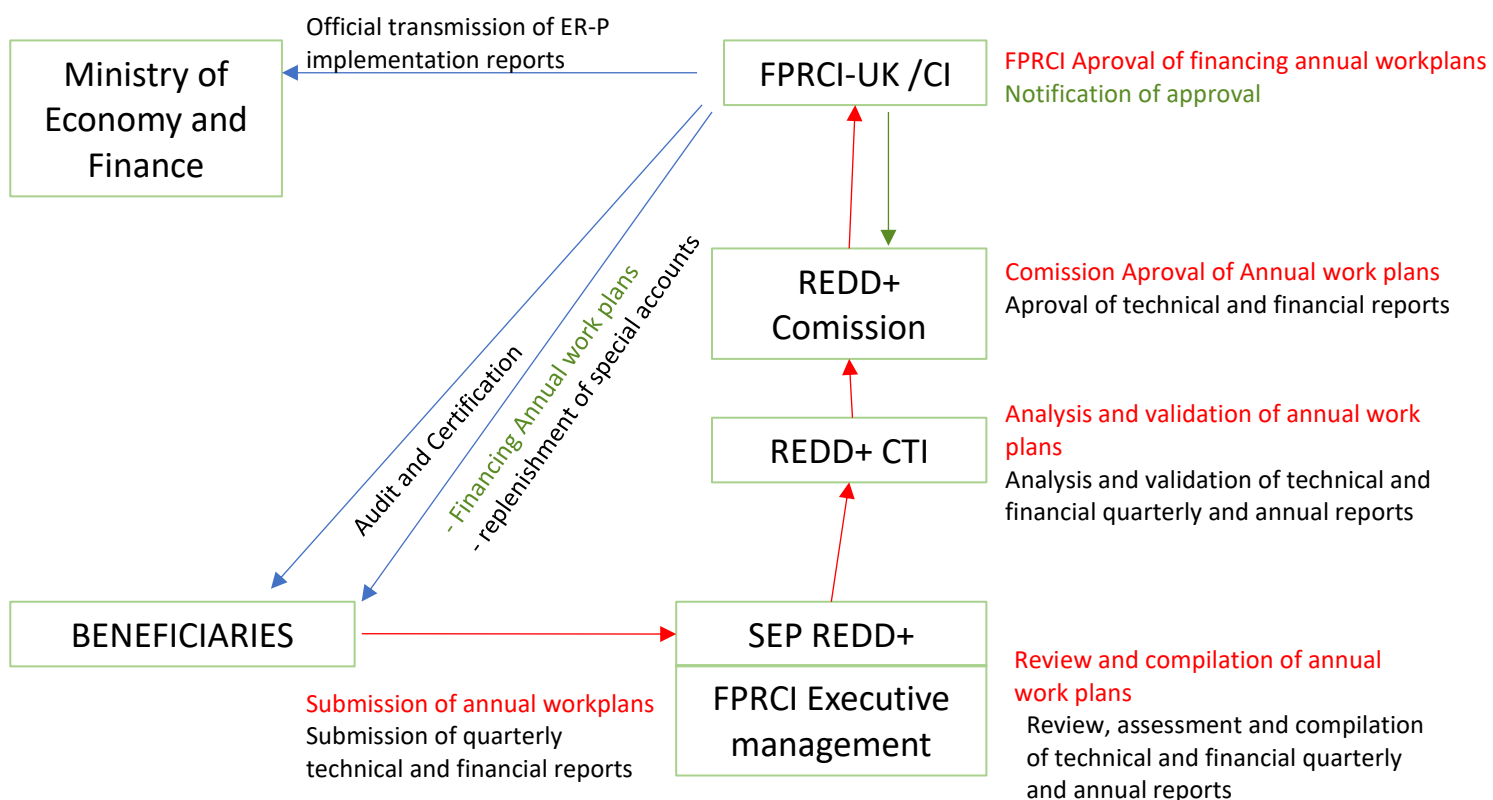 Official transmission of ER-P
implementation reports
Ministry of
Economy and
Finance
FPRCI-UK /CI
FPRCI Aproval of financing annual workplans
Notification of approval
REDD+
Comission
Comission Aproval of Annual work plans
Aproval of technical and financial reports
Audit and Certification
- Financing Annual work plans
- replenishment of special accounts
REDD+ CTI
Analysis and validation of annual work
plans
Analysis and validation of technical and
financial quarterly and annual reports
BENEFICIARIES
SEP REDD+
FPRCI Executive
management
Submission of annual workplans
Submission of quarterly
technical and financial reports
Review and compilation of annual
work plans
Review, assessment and compilation
of technical and financial quarterly
and annual reports